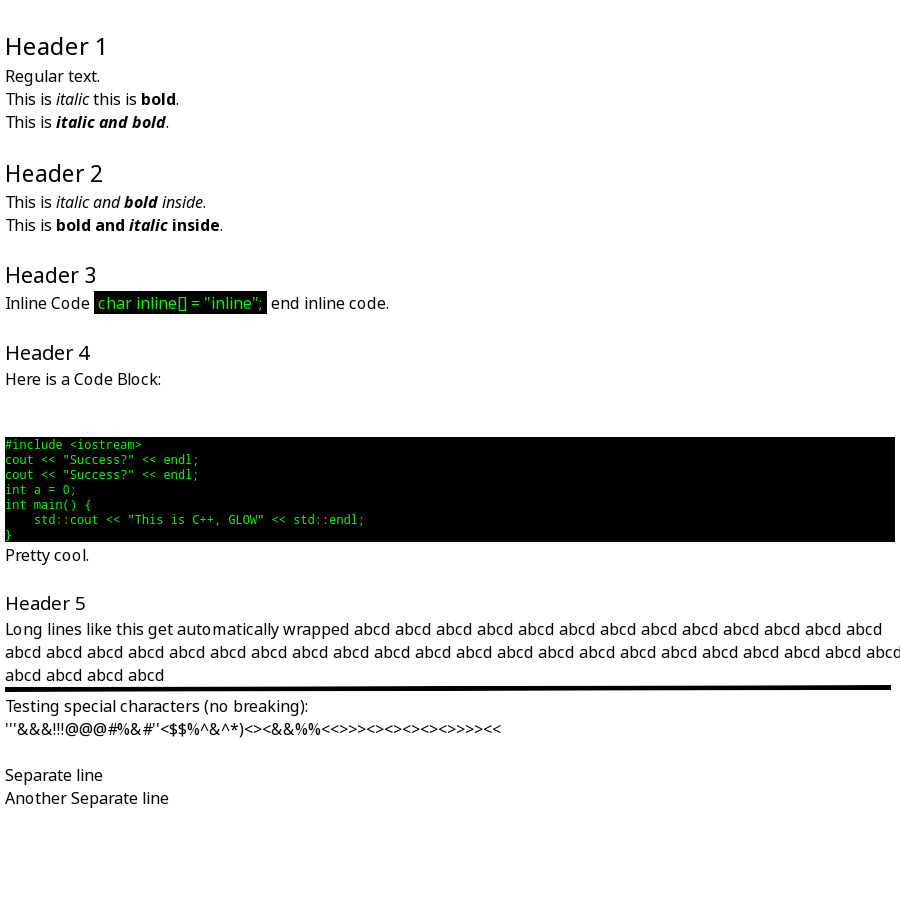 Header 1
Regular text.
This is italic this is bold.
This is italic and bold.
Header 2
This is italic and bold inside.
This is bold and italic inside.
Header 3
Inline Code char inline[] = "inline"; end inline code.
Header 4
Here is a Code Block:
#include <iostream>
cout << "Success?" << endl;
cout << "Success?" << endl;
int a = 0;
int main() {
    std::cout << "This is C++, GLOW" << std::endl;
}
Pretty cool.
Header 5
Long lines like this get automatically wrapped abcd abcd abcd abcd abcd abcd abcd abcd abcd abcd abcd abcd abcd
abcd abcd abcd abcd abcd abcd abcd abcd abcd abcd abcd abcd abcd abcd abcd abcd abcd abcd abcd abcd abcd abcd
abcd abcd abcd abcd
Testing special characters (no breaking):
'''&&&!!!@@@#%&#''<$$%^&^*)<><&&%%<<>>><><><><><>>>><<
Separate line
Another Separate line